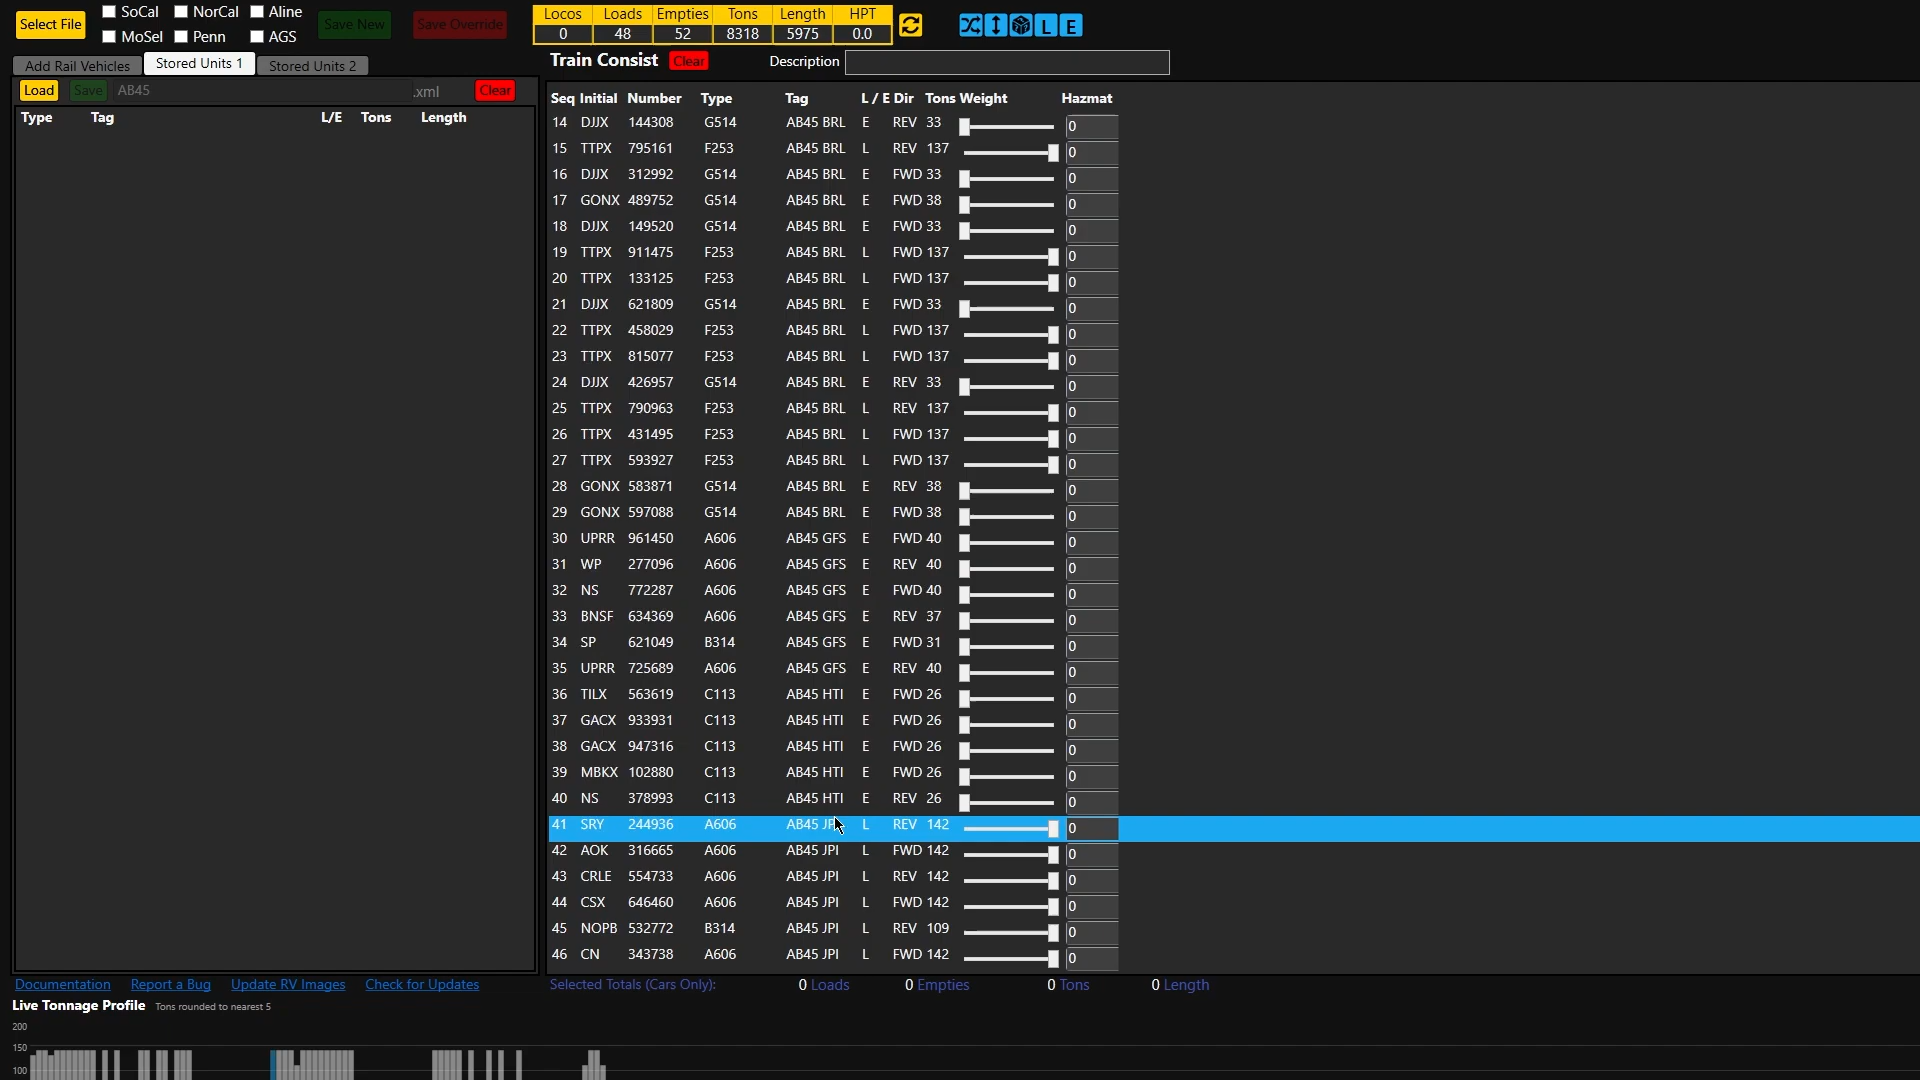 Select File
SoCal NorCal Aline
MoSel Penn AGS
Save New
Save Override
Locos Loads Empties Tons Length HPT
0 48 52 8318 5975 0.0
L E
Add Rail Vehicles Stored Units 1 Stored Units 2
Train Consist Clear Description
Load Save AB45 .xml Clear
Type Tag L/E Tons Length
Seq Initial Number Type Tag L / E Dir Tons Weight Hazmat
14 DJJX 144308 G514 AB45 BRL E REV 33 0
15 TTPX 795161 F253 AB45 BRL L REV 137 0
16 DJJX 312992 G514 AB45 BRL E FWD 33 0
17 GONX 489752 G514 AB45 BRL E FWD 38 0
18 DJJX 149520 G514 AB45 BRL E FWD 33 0
19 TTPX 911475 F253 AB45 BRL L FWD 137 0
20 TTPX 133125 F253 AB45 BRL L FWD 137 0
21 DJJX 621809 G514 AB45 BRL E FWD 33 0
22 TTPX 458029 F253 AB45 BRL L FWD 137 0
23 TTPX 815077 F253 AB45 BRL L FWD 137 0
24 DJJX 426957 G514 AB45 BRL E REV 33 0
25 TTPX 790963 F253 AB45 BRL L REV 137 0
26 TTPX 431495 F253 AB45 BRL L FWD 137 0
27 TTPX 593927 F253 AB45 BRL L FWD 137 0
28 GONX 583871 G514 AB45 BRL E REV 38 0
29 GONX 597088 G514 AB45 BRL E FWD 38 0
30 UPRR 961450 A606 AB45 GFS E FWD 40 0
31 WP 277096 A606 AB45 GFS E REV 40 0
32 NS 772287 A606 AB45 GFS E FWD 40 0
33 BNSF 634369 A606 AB45 GFS E REV 37 0
34 SP 621049 B314 AB45 GFS E FWD 31 0
35 UPRR 725689 A606 AB45 GFS E REV 40 0
36 TILX 563619 C113 AB45 HTI E FWD 26 0
37 GACX 933931 C113 AB45 HTI E FWD 26 0
38 GACX 947316 C113 AB45 HTI E FWD 26 0
39 MBKX 102880 C113 AB45 HTI E FWD 26 0
40 NS 378993 C113 AB45 HTI E REV 26 0
41 SRY 244936 A606 AB45 L REV 142 0
42 AOK 316665 A606 AB45 JPI L FWD 142 0
43 CRLE 554733 A606 AB45 JPI L REV 142 0
44 CSX 646460 A606 AB45 JPI L FWD 142 0
45 NOPB 532772 B314 AB45 JPI L REV 109 0
46 CN 343738 A606 AB45 JPI L FWD 142 0
Documentation Report a Bug Update RV Images Check for Updates
Selected Totals (Cars Only): 0 Loads 0 Empties 0 Tons 0 Length
Live Tonnage Profile Tons rounded to nearest 5
200
150
100